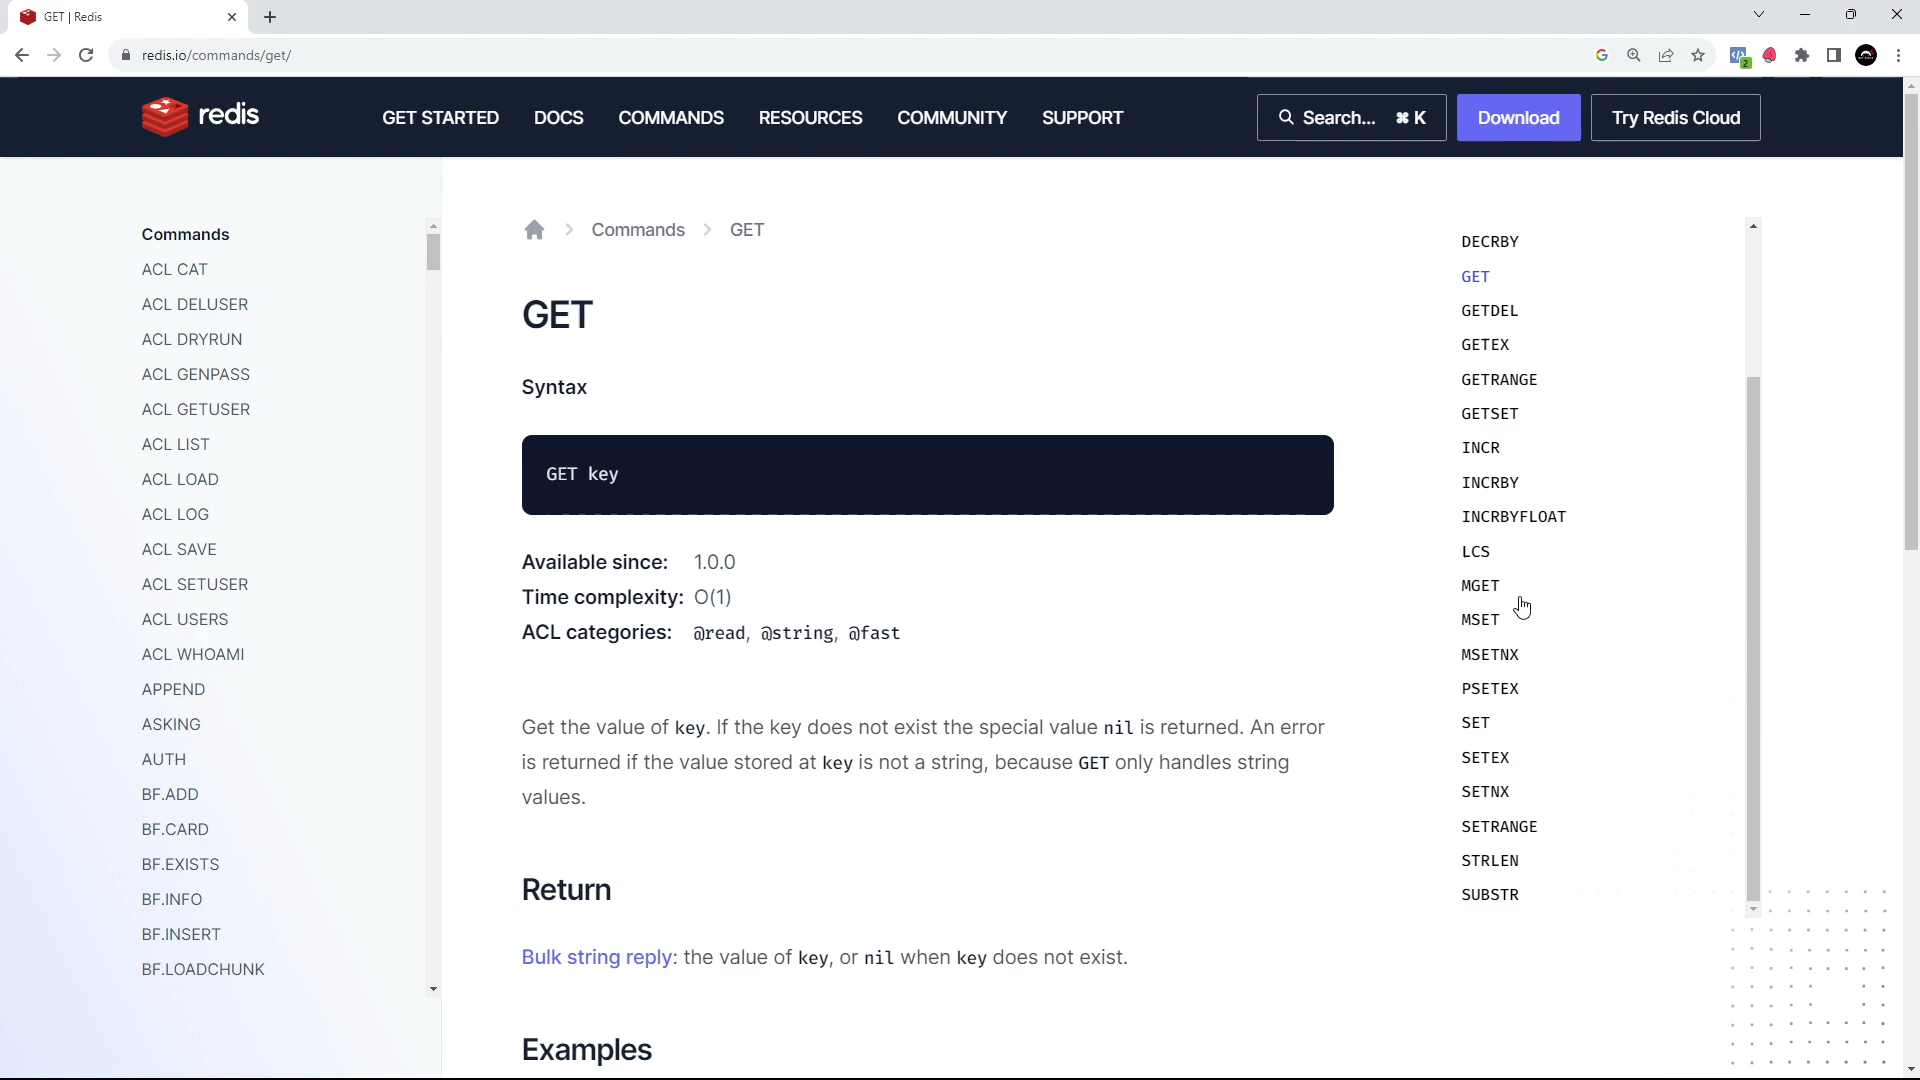 GET | Redis
redis.io/commands/get/
2
redis
GET STARTED
DOCS
COMMANDS
RESOURCES
COMMUNITY
SUPPORT
Search... ⌘ K
Download
Try Redis Cloud
Commands
ACL CAT
ACL DELUSER
ACL DRYRUN
ACL GENPASS
ACL GETUSER
ACL LIST
ACL LOAD
ACL LOG
ACL SAVE
ACL SETUSER
ACL USERS
ACL WHOAMI
APPEND
ASKING
AUTH
BF.ADD
BF.CARD
BF.EXISTS
BF.INFO
BF.INSERT
BF.LOADCHUNK
Commands
GET
GET
Syntax
GET key
Available since: 1.0.0
Time complexity: O(1)
ACL categories: @read, @string, @fast
Get the value of key. If the key does not exist the special value nil is returned. An error
is returned if the value stored at key is not a string, because GET only handles string
values.
Return
Bulk string reply: the value of key, or nil when key does not exist.
Examples
DECRBY
GET
GETDEL
GETEX
GETRANGE
GETSET
INCR
INCRBY
INCRBYFLOAT
LCS
MGET
MSET
MSETNX
PSETEX
SET
SETEX
SETNX
SETRANGE
STRLEN
SUBSTR